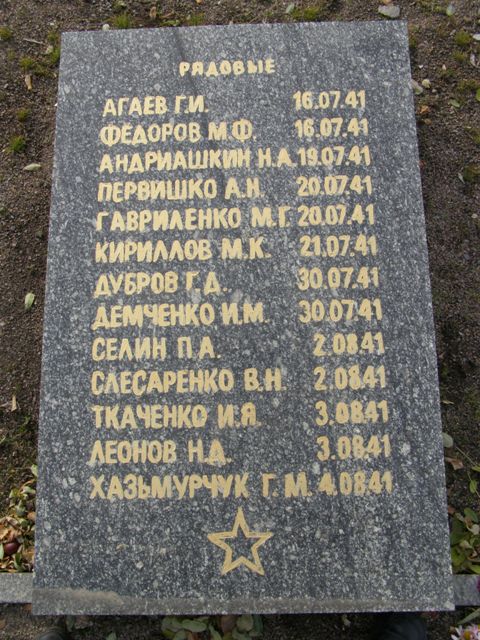 РЯДОВЫЕ
АГАЕВ Г.И. 16.07.41
ФЕДОРОВ М.Ф. 16.07.41
АНДРИАШКИН Н.А. 19.07.41
ПЕРВИШКО А.Н. 20.07.41
ГАВРИЛЕНКО М.Г. 20.07.41
КИРИЛЛОВ М.К. 21.07.41
ДУБРОВ Г.Д. 30.07.41
ДЕМЧЕНКО И.М. 30.07.41
СЕЛИН П.А. 2.08.41
СЛЕСАРЕНКО В.Н. 2.08.41
ТКАЧЕНКО И.Я. 3.08.41
ЛЕОНОВ Н.Д. 3.08.41
ХАЗЬМУРЧУК Г.М. 4.08.41